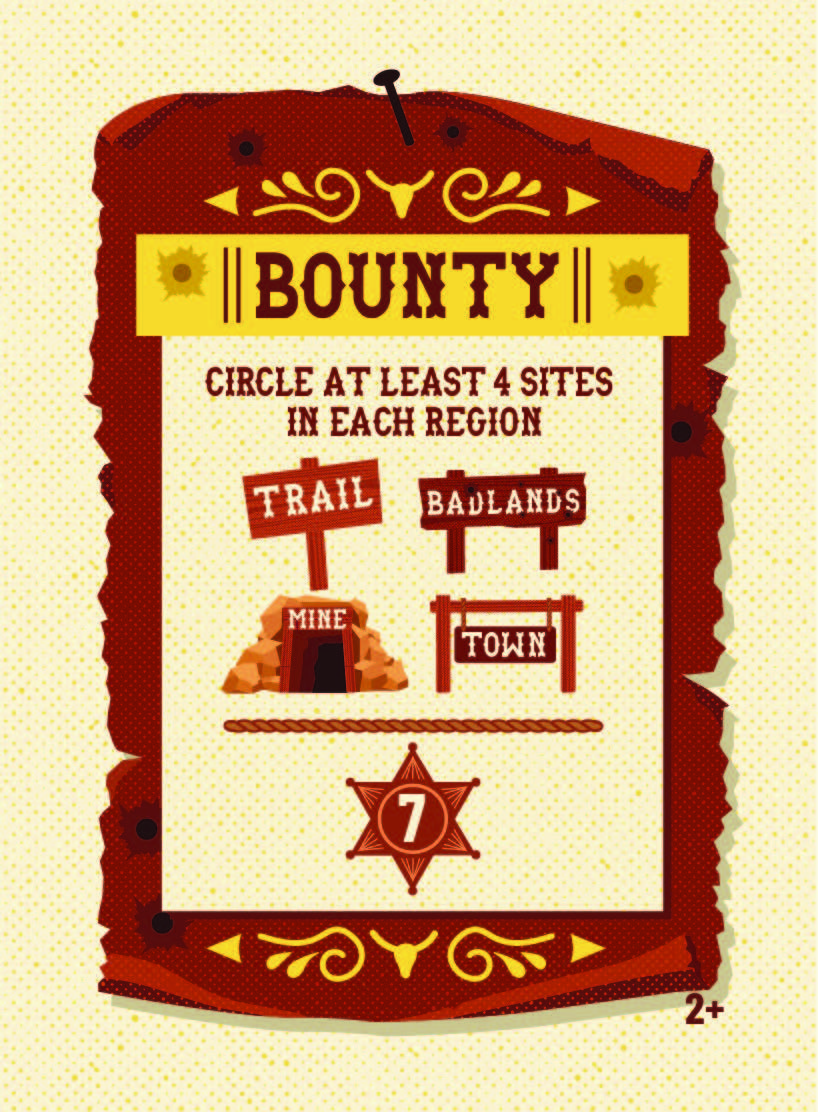 BOUNTY
CIRCLE AT LEAST 4 SITES
IN EACH REGION
TRAIL
BADLANDS
MINE
TOWN
7
2+